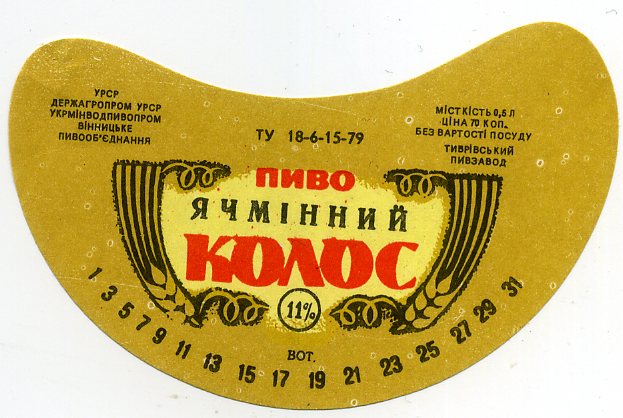 УРСР
ДЕРЖАГРОПРОМ УРСР
УКРМІНВОДПИВОПРОМ
ВІННИЦЬКЕ
ПИВООБ'ЄДНАННЯ
ТУ 18-6-15-79
МІСТКІСТЬ 0,5 Л
ЦІНА 70 КОП.
БЕЗ ВАРТОСТІ ПОСУДУ
ТИВРІВСЬКИЙ
ПИВЗАВОД
ПИВО
ЯЧМІННИЙ
КОЛОС
11%
ВОТ.
1 3 5 7 9 11 13 15 17 19 21 23 25 27 29 31